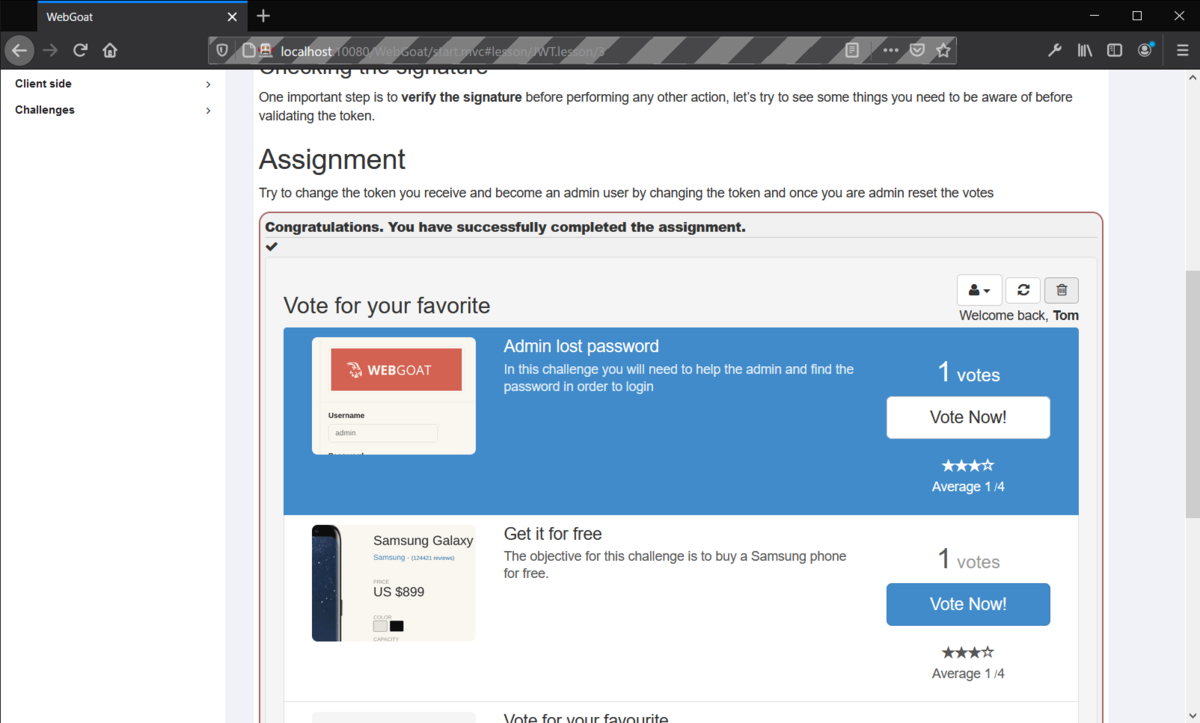 WebGoat
localhost:10080/WebGoat/start.mvc#lesson/JWT.lesson/3
Client side
Challenges
Checking the signature
One important step is to verify the signature before performing any other action, let's try to see some things you need to be aware of before
validating the token.
Assignment
Try to change the token you receive and become an admin user by changing the token and once you are admin reset the votes
Congratulations. You have successfully completed the assignment.
Vote for your favorite
Welcome back, Tom
WEBGOAT
Username
admin
Password
Admin lost password
In this challenge you will need to help the admin and find the
password in order to login
1 votes
Vote Now!
Average 1 /4
Samsung Galaxy
Samsung - (124421 reviews)
PRICE
US $899
COLOR
CAPACITY
Get it for free
The objective for this challenge is to buy a Samsung phone
for free.
1 votes
Vote Now!
Average 1 /4
Vote for your favourite